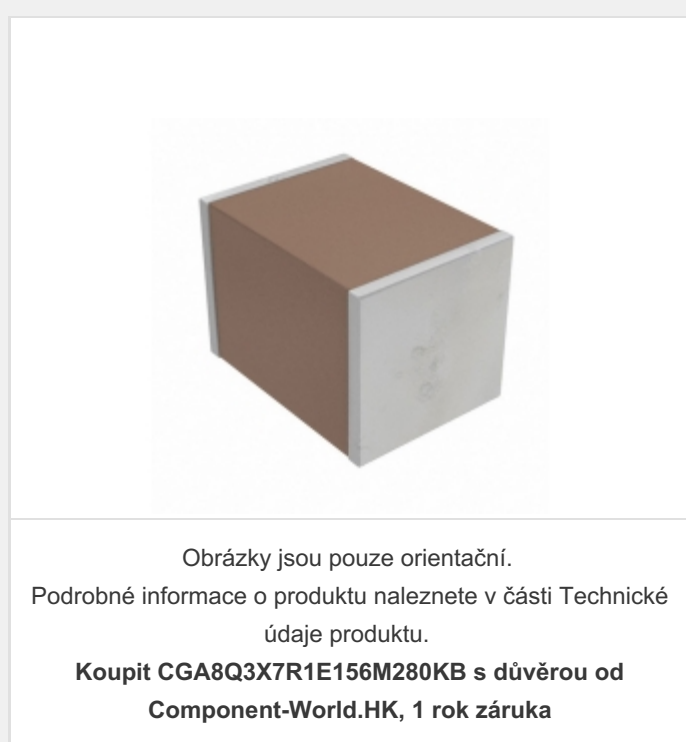 Obrázky jsou pouze orientační.
Podrobné informace o produktu naleznete v části Technické
údaje produktu.
Koupit CGA8Q3X7R1E156M280KB s důvěrou od
Component-World.HK, 1 rok záruka